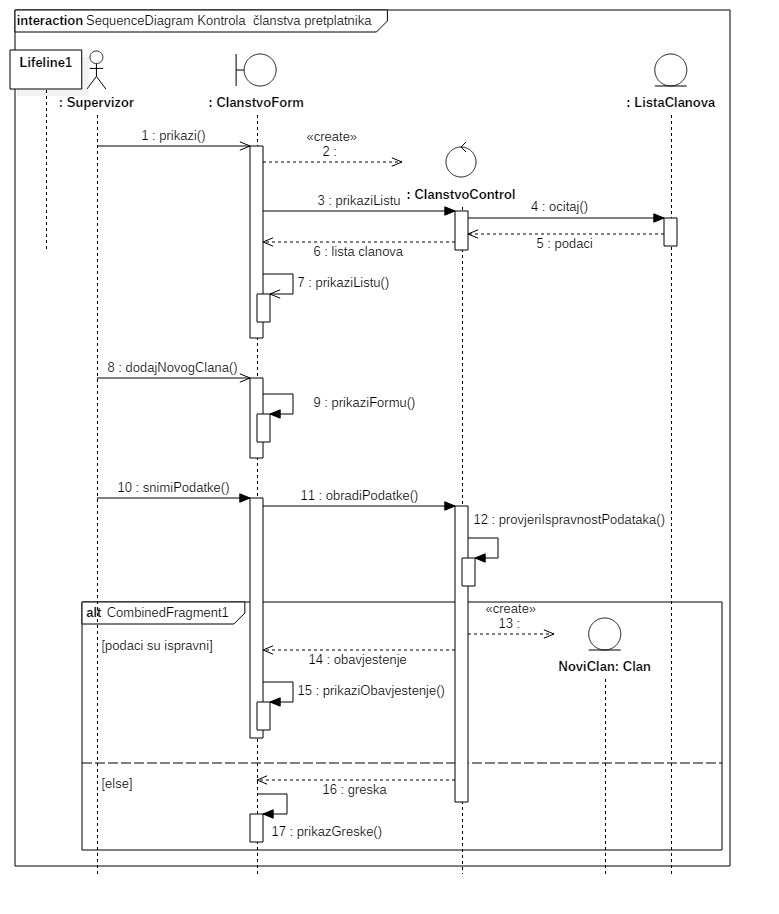 interaction SequenceDiagram Kontrola članstva pretplatnika
Lifeline1
: Supervizor
: ClanstvoForm
: ListaClanova
1 : prikazi()
«create»
2 :
: ClanstvoControl
3 : prikaziListu
4 : ocitaj()
5 : podaci
6 : lista clanova
7 : prikaziListu()
8 : dodajNovogClana()
9 : prikaziFormu()
10 : snimiPodatke()
11 : obradiPodatke()
12 : provjeriIspravnostPodataka()
alt CombinedFragment1
«create»
13 :
[podaci su ispravni]
14 : obavjestenje
NoviClan: Clan
15 : prikaziObavjestenje()
[else]
16 : greska
17 : prikazGreske()